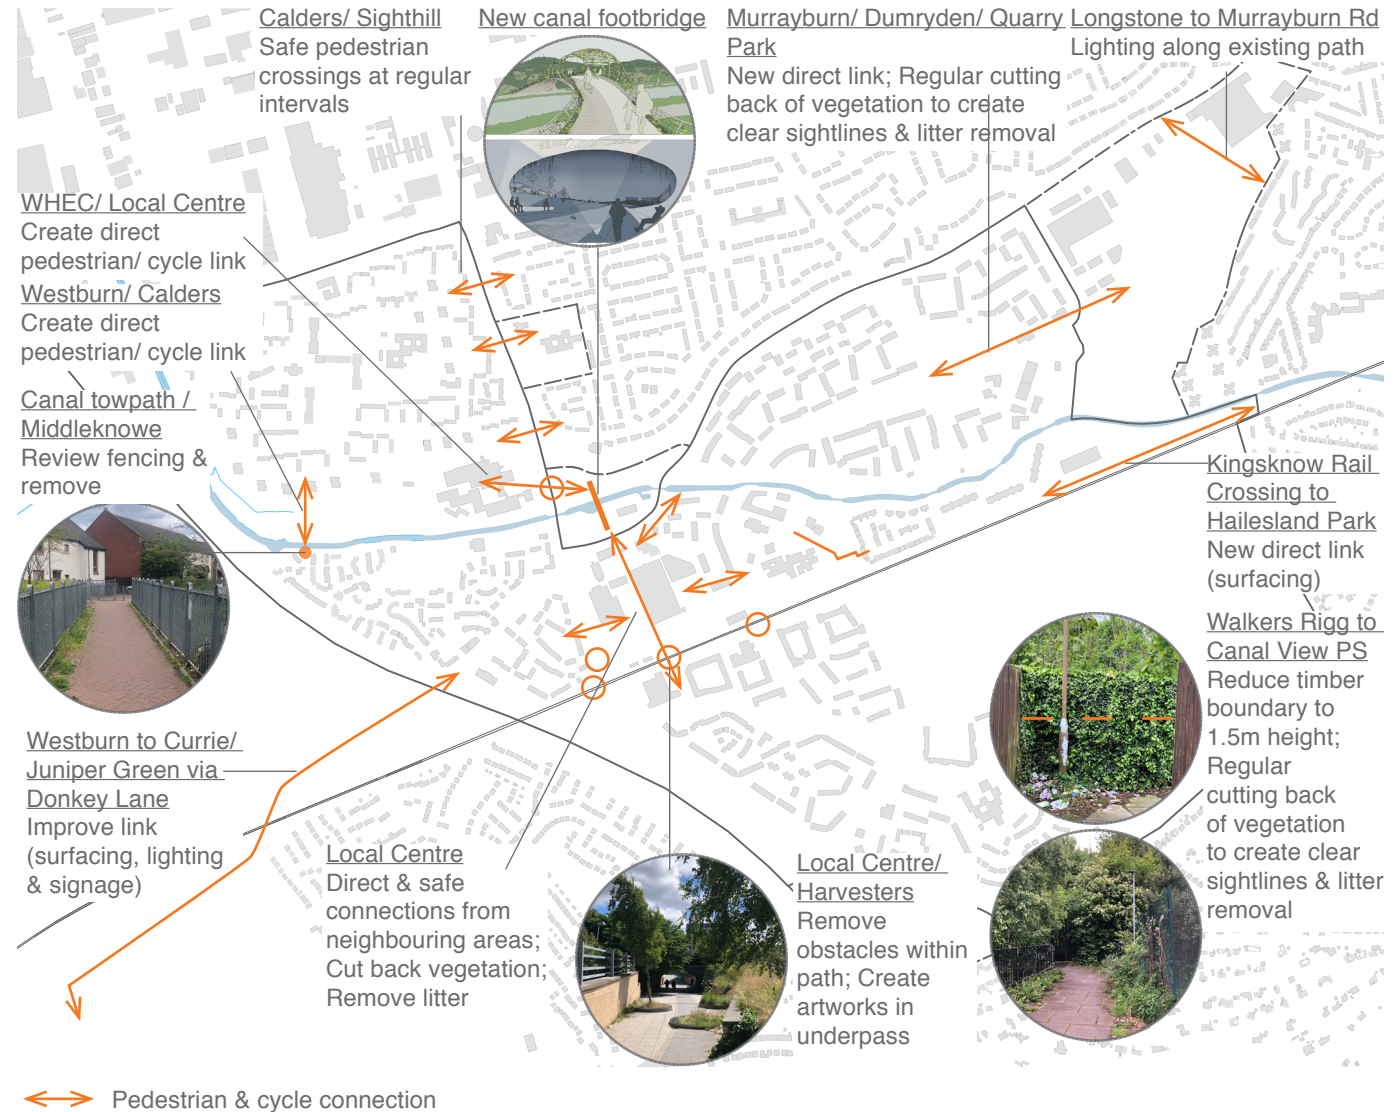 Calders/ Sighthill
Safe pedestrian
crossings at regular
intervals
New canal footbridge
Murrayburn/ Dumryden/ Quarry
Park
New direct link; Regular cutting
back of vegetation to create
clear sightlines & litter removal
Longstone to Murrayburn Rd
Lighting along existing path
WHEC/ Local Centre
Create direct
pedestrian/ cycle link
Westburn/ Calders
Create direct
pedestrian/ cycle link
Canal towpath /
Middleknowe
Review fencing &
remove
Kingsknow Rail
Crossing to
Hailesland Park
New direct link
(surfacing)
Walkers Rigg to
Canal View PS
Reduce timber
boundary to
1.5m height;
Regular
cutting back
of vegetation
to create clear
sightlines & litter
removal
Westburn to Currie/
Juniper Green via
Donkey Lane
Improve link
(surfacing, lighting
& signage)
Local Centre
Direct & safe
connections from
neighbouring areas;
Cut back vegetation;
Remove litter
Local Centre/
Harvesters
Remove
obstacles within
path; Create
artworks in
underpass
Pedestrian & cycle connection